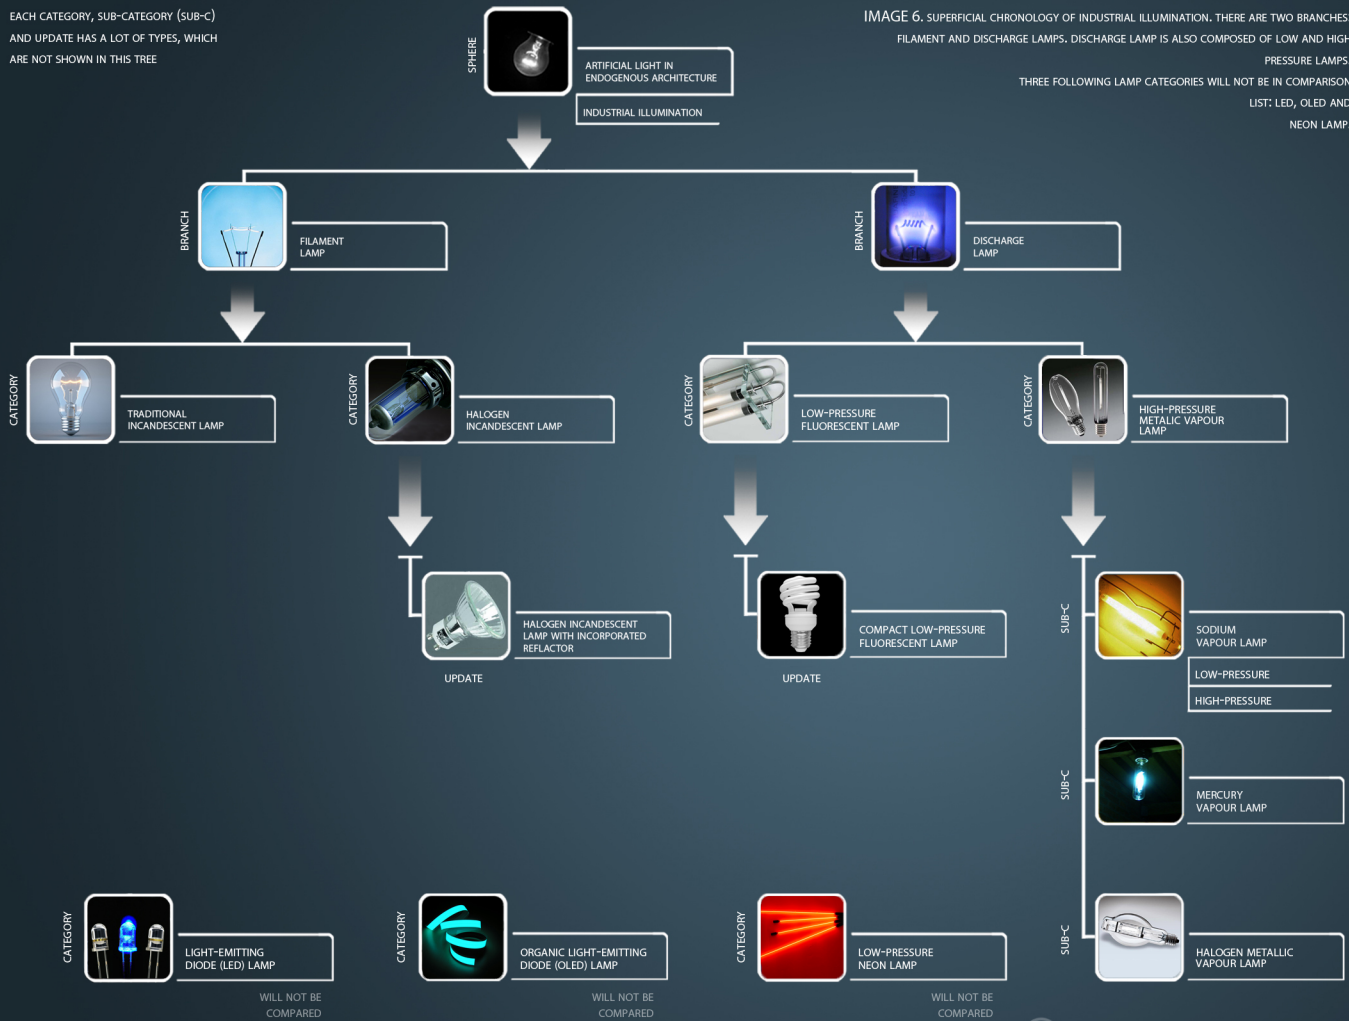 EACH CATEGORY, SUB-CATEGORY (SUB-C)
AND UPDATE HAS A LOT OF TYPES, WHICH
ARE NOT SHOWN IN THIS TREE
IMAGE 6. SUPERFICIAL CHRONOLOGY OF INDUSTRIAL ILLUMINATION. THERE ARE TWO BRANCHES:
FILAMENT AND DISCHARGE LAMPS. DISCHARGE LAMP IS ALSO COMPOSED OF LOW AND HIGH
PRESSURE LAMPS.
THREE FOLLOWING LAMP CATEGORIES WILL NOT BE IN COMPARISON
LIST: LED, OLED AND
NEON LAMP.
SPHERE
ARTIFICIAL LIGHT IN
ENDOGENOUS ARCHITECTURE
INDUSTRIAL ILLUMINATION
BRANCH
FILAMENT
LAMP
BRANCH
DISCHARGE
LAMP
CATEGORY
TRADITIONAL
INCANDESCENT LAMP
CATEGORY
HALOGEN
INCANDESCENT LAMP
CATEGORY
LOW-PRESSURE
FLUORESCENT LAMP
CATEGORY
HIGH-PRESSURE
METALIC VAPOUR
LAMP
HALOGEN INCANDESCENT
LAMP WITH INCORPORATED
REFLACTOR
UPDATE
COMPACT LOW-PRESSURE
FLUORESCENT LAMP
UPDATE
SUB-C
SODIUM
VAPOUR LAMP
LOW-PRESSURE
HIGH-PRESSURE
SUB-C
MERCURY
VAPOUR LAMP
SUB-C
HALOGEN METALLIC
VAPOUR LAMP
CATEGORY
LIGHT-EMITTING
DIODE (LED) LAMP
WILL NOT BE
COMPARED
CATEGORY
ORGANIC LIGHT-EMITTING
DIODE (OLED) LAMP
WILL NOT BE
COMPARED
CATEGORY
LOW-PRESSURE
NEON LAMP
WILL NOT BE
COMPARED